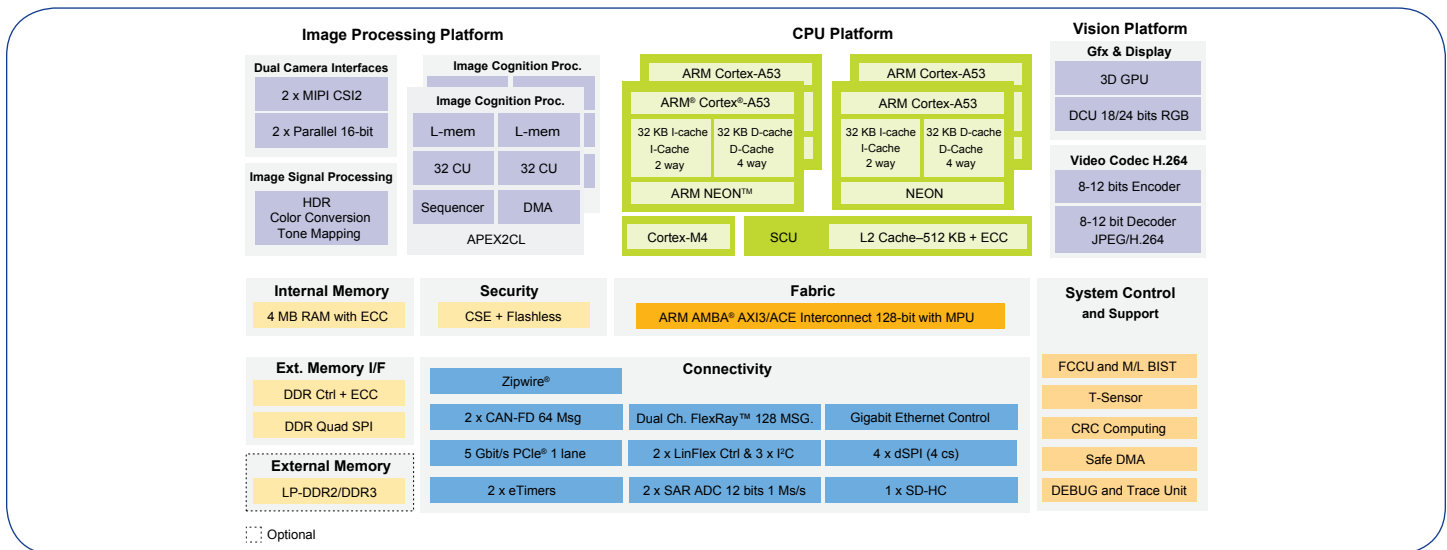 Image Processing Platform
Dual Camera Interfaces
2 x MIPI CSI2
2 x Parallel 16-bit
Image Signal Processing
HDR
Color Conversion
Tone Mapping
Image Cognition Proc.
Image Cognition Proc.
L-mem
L-mem
32 CU
32 CU
Sequencer
DMA
APEX2CL
CPU Platform
ARM Cortex-A53
ARM® Cortex®-A53
32 KB I-cache
I-Cache
2 way
32 KB D-cache
D-Cache
4 way
ARM NEON™
ARM Cortex-A53
ARM Cortex-A53
32 KB I-cache
I-Cache
2 way
32 KB D-cache
D-Cache
4 way
NEON
Cortex-M4
SCU
L2 Cache–512 KB + ECC
Vision Platform
Gfx & Display
3D GPU
DCU 18/24 bits RGB
Video Codec H.264
8-12 bits Encoder
8-12 bit Decoder
JPEG/H.264
Internal Memory
4 MB RAM with ECC
Security
CSE + Flashless
Fabric
ARM AMBA® AXI3/ACE Interconnect 128-bit with MPU
System Control
and Support
FCCU and M/L BIST
T-Sensor
CRC Computing
Safe DMA
DEBUG and Trace Unit
Ext. Memory I/F
DDR Ctrl + ECC
DDR Quad SPI
External Memory
LP-DDR2/DDR3
Connectivity
Zipwire®
2 x CAN-FD 64 Msg
Dual Ch. FlexRay™ 128 MSG.
Gigabit Ethernet Control
5 Gbit/s PCIe® 1 lane
2 x LinFlex Ctrl & 3 x I²C
4 x dSPI (4 cs)
2 x eTimers
2 x SAR ADC 12 bits 1 Ms/s
1 x SD-HC
Optional